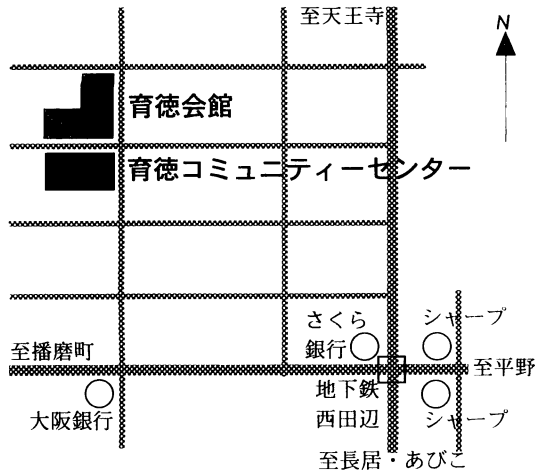 至天王寺
N
育徳会館
育徳コミュニティーセンター
さくら
銀行
シャープ
至播磨町
至平野
地下鉄
西田辺
大阪銀行
シャープ
至長居・あびこ